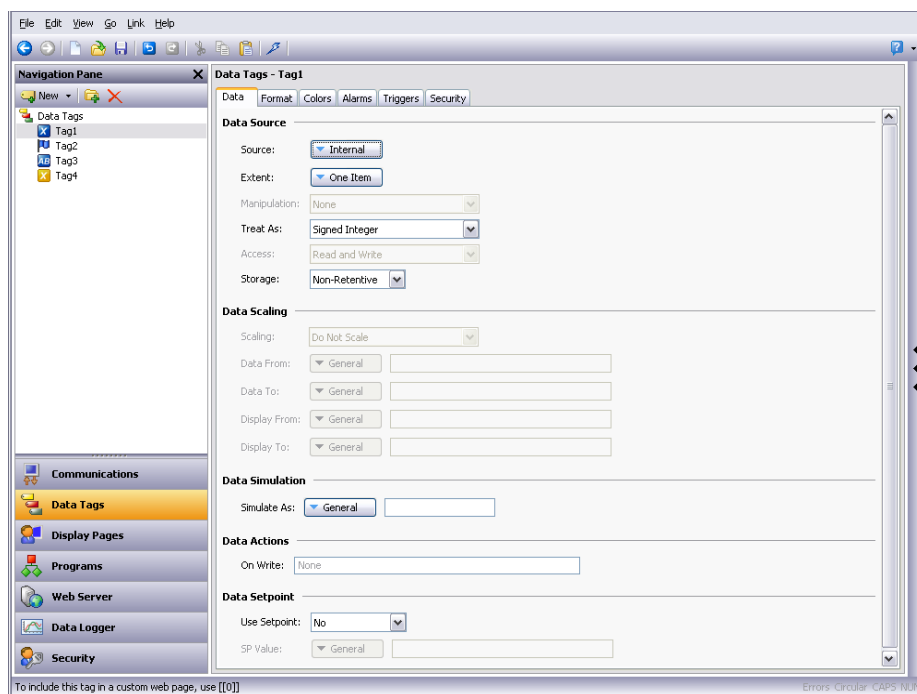 File Edit View Go Link Help
Navigation Pane
New
Data Tags
Tag1
Tag2
Tag3
Tag4
Communications
Data Tags
Display Pages
Programs
Web Server
Data Logger
Security
Data Tags - Tag1
Data Format Colors Alarms Triggers Security
Data Source
Source: Internal
Extent: One Item
Manipulation: None
Treat As: Signed Integer
Access: Read and Write
Storage: Non-Retentive
Data Scaling
Scaling: Do Not Scale
Data From: General
Data To: General
Display From: General
Display To: General
Data Simulation
Simulate As: General
Data Actions
On Write: None
Data Setpoint
Use Setpoint: No
SP Value: General
To include this tag in a custom web page, use [[0]]
Errors Circular CAPS NUM